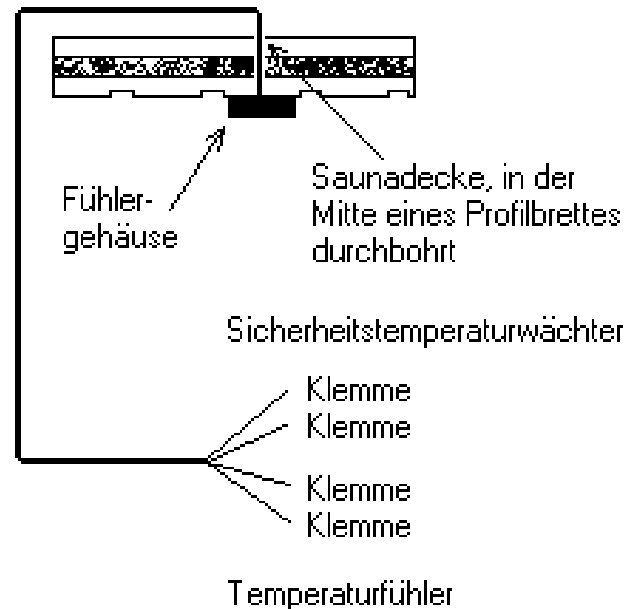 Fühler-
gehäuse
Saunadecke, in der
Mitte eines Profilbrettes
durchbohrt
Sicherheitstemperaturwächter
Klemme
Klemme
Klemme
Klemme
Temperaturfühler